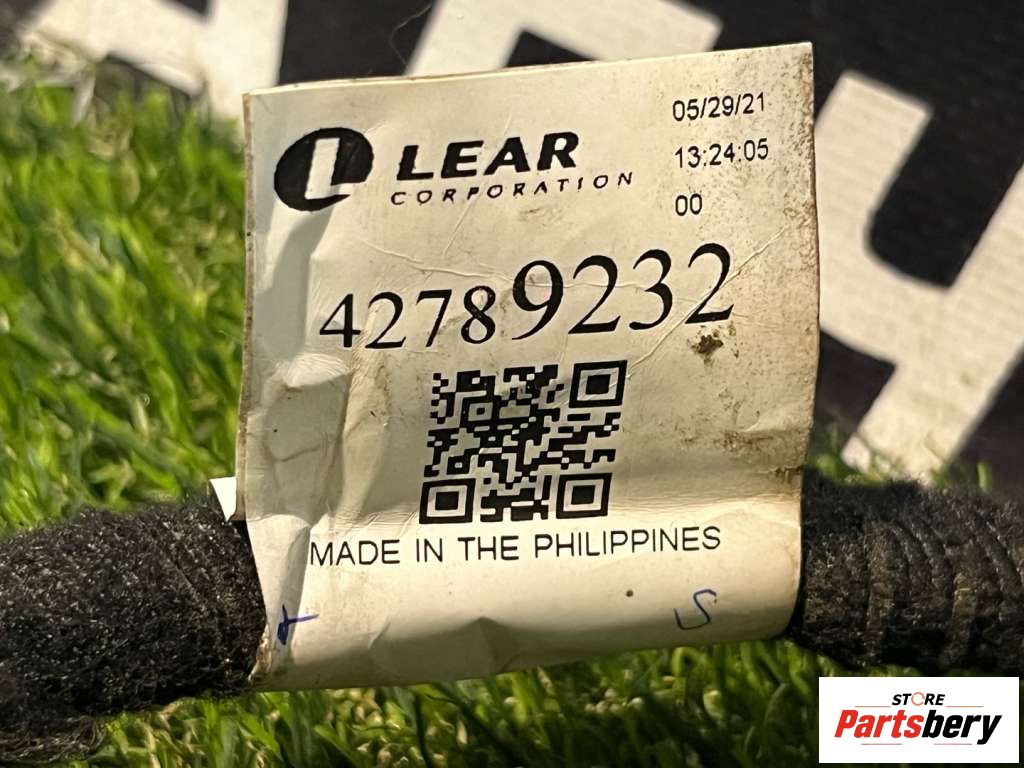 LEAR
CORPORATION
05/29/21
13:24:05
00
42789232
MADE IN THE PHILIPPINES
STORE
Partsbery